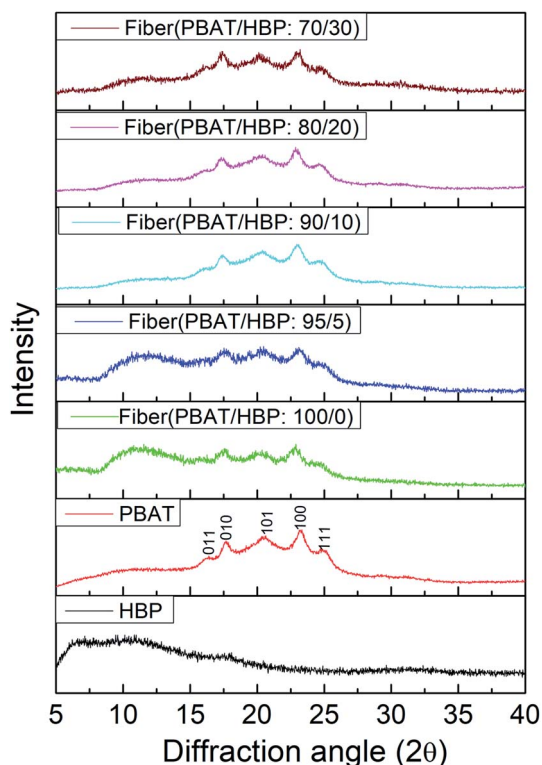 Fiber(PBAT/HBP: 70/30)
Fiber(PBAT/HBP: 80/20)
Fiber(PBAT/HBP: 90/10)
Fiber(PBAT/HBP: 95/5)
Fiber(PBAT/HBP: 100/0)
PBAT
011
010
101
100
111
HBP
Intensity
5 10 15 20 25 30 35 40
Diffraction angle (2θ)